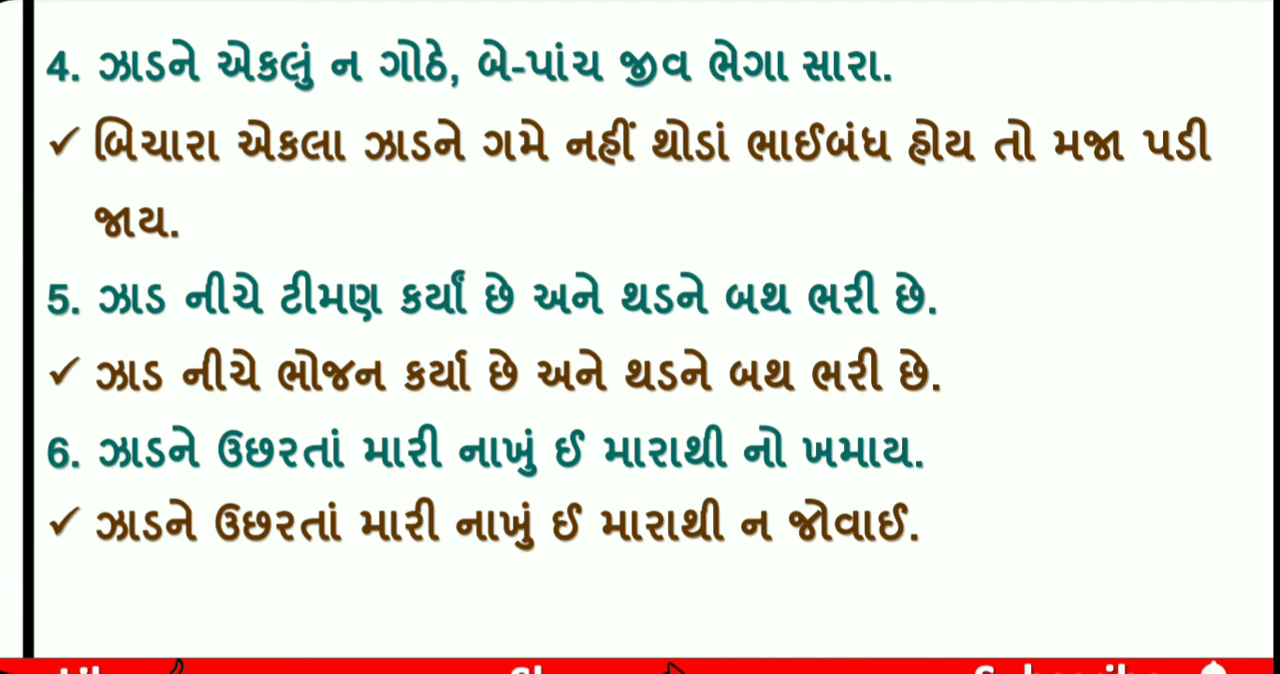 4. ઝાડને એકલું ન ગોઠે, બે-પાંચ જીવ ભેગા સારા.
✓ બિચારા એકલા ઝાડને ગમે નહીં થોડાં ભાઈબંધ હોય તો મજા પડી
જાય.
5. ઝાડ નીચે ટીમણ કર્યાં છે અને થડને બથ ભરી છે.
✓ ઝાડ નીચે ભોજન કર્યા છે અને થડને બથ ભરી છે.
6. ઝાડને ઉછરતાં મારી નાખું ઈ મારાથી નો ખમાય.
✓ ઝાડને ઉછરતાં મારી નાખું ઈ મારાથી ન જોવાઈ.